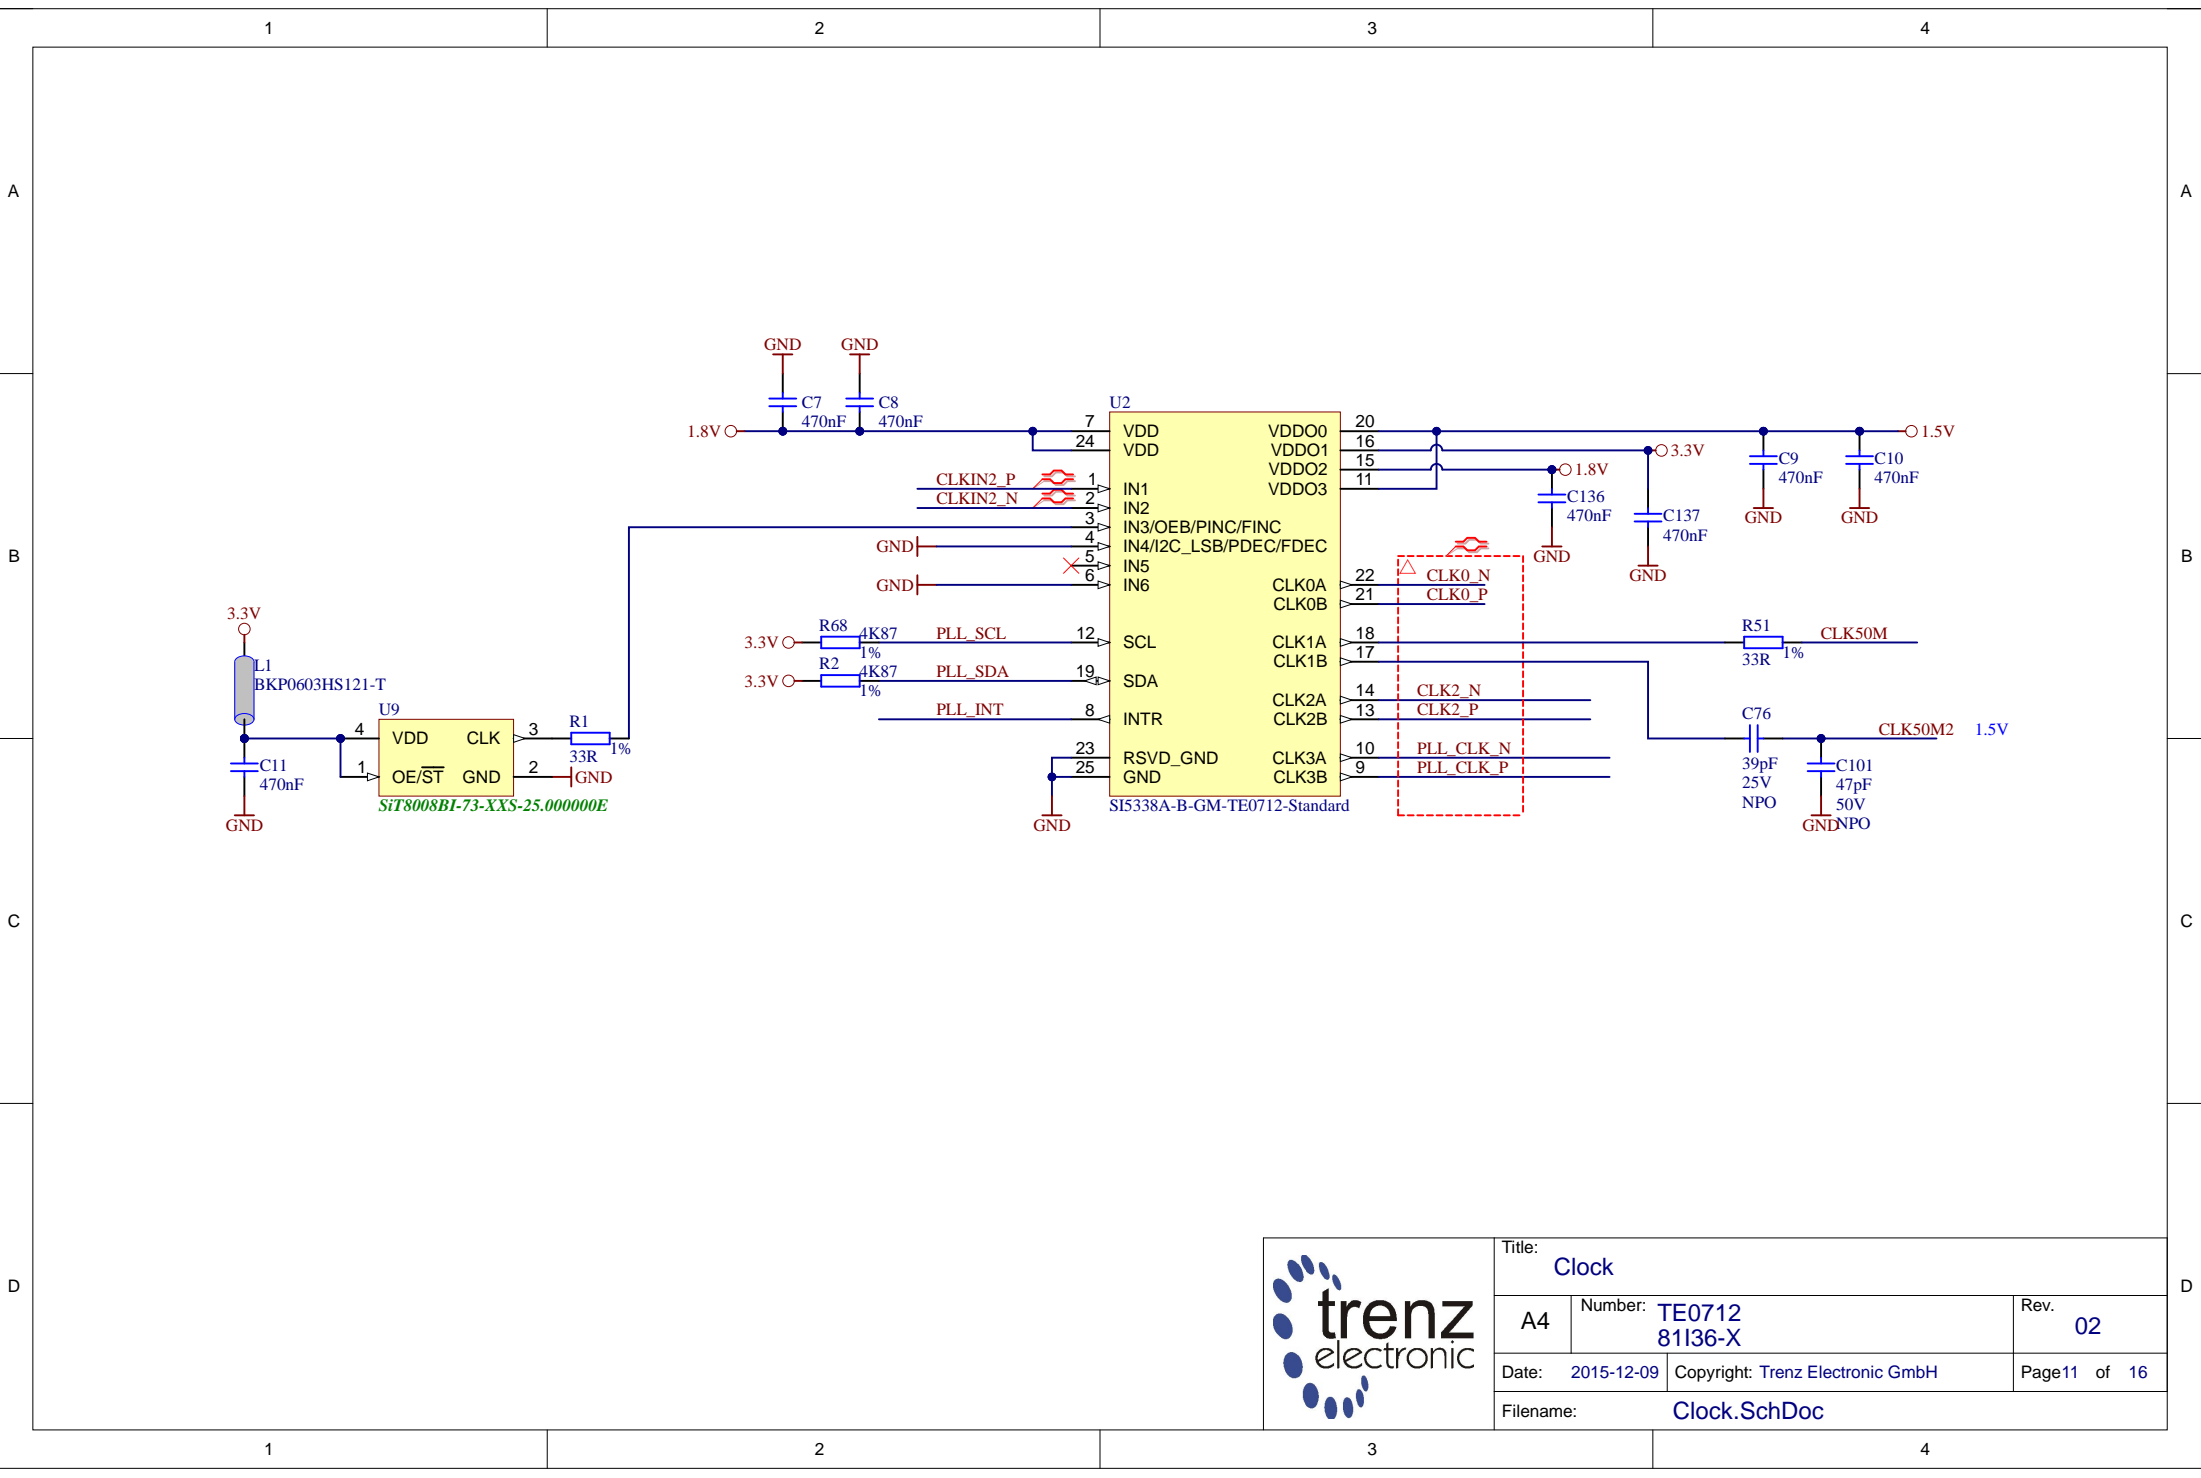 1 2 3 4
A A
B B
C C
D D
1 2 3 4
GND GND
C7
470nF
C8
470nF
1.8V
U2
7 VDD
24 VDD
CLKIN2_P 1 IN1
CLKIN2_N 2 IN2
3 IN3/OEB/PINC/FINC
GND 4 IN4/I2C_LSB/PDEC/FDEC
5 IN5
GND 6 IN6
3.3V R68 4K87 1% PLL_SCL 12 SCL
3.3V R2 4K87 1% PLL_SDA 19 SDA
PLL_INT 8 INTR
23 RSVD_GND
25 GND
GND
VDDO0 20
VDDO1 16
VDDO2 15
VDDO3 11
CLK0A 22 CLK0_N
CLK0B 21 CLK0_P
CLK1A 18
CLK1B 17
CLK2A 14 CLK2_N
CLK2B 13 CLK2_P
CLK3A 10 PLL_CLK_N
CLK3B 9 PLL_CLK_P
SI5338A-B-GM-TE0712-Standard
1.5V
3.3V
1.8V
C9
470nF
GND
C10
470nF
GND
C136
470nF
GND
C137
470nF
GND
R51
33R
1%
CLK50M
C76
39pF
25V
NPO
CLK50M2 1.5V
C101
47pF
50V
NPO
GND
3.3V
L1
BKP0603HS121-T
C11
470nF
GND
U9
4 VDD CLK 3
1 OE/ST GND 2
GND
R1
33R
1%
SiT8008BI-73-XXS-25.000000E
trenz
electronic
Title:
Clock
A4
Number: TE0712
81I36-X
Rev.
02
Date: 2015-12-09 Copyright: Trenz Electronic GmbH Page11 of 16
Filename: Clock.SchDoc